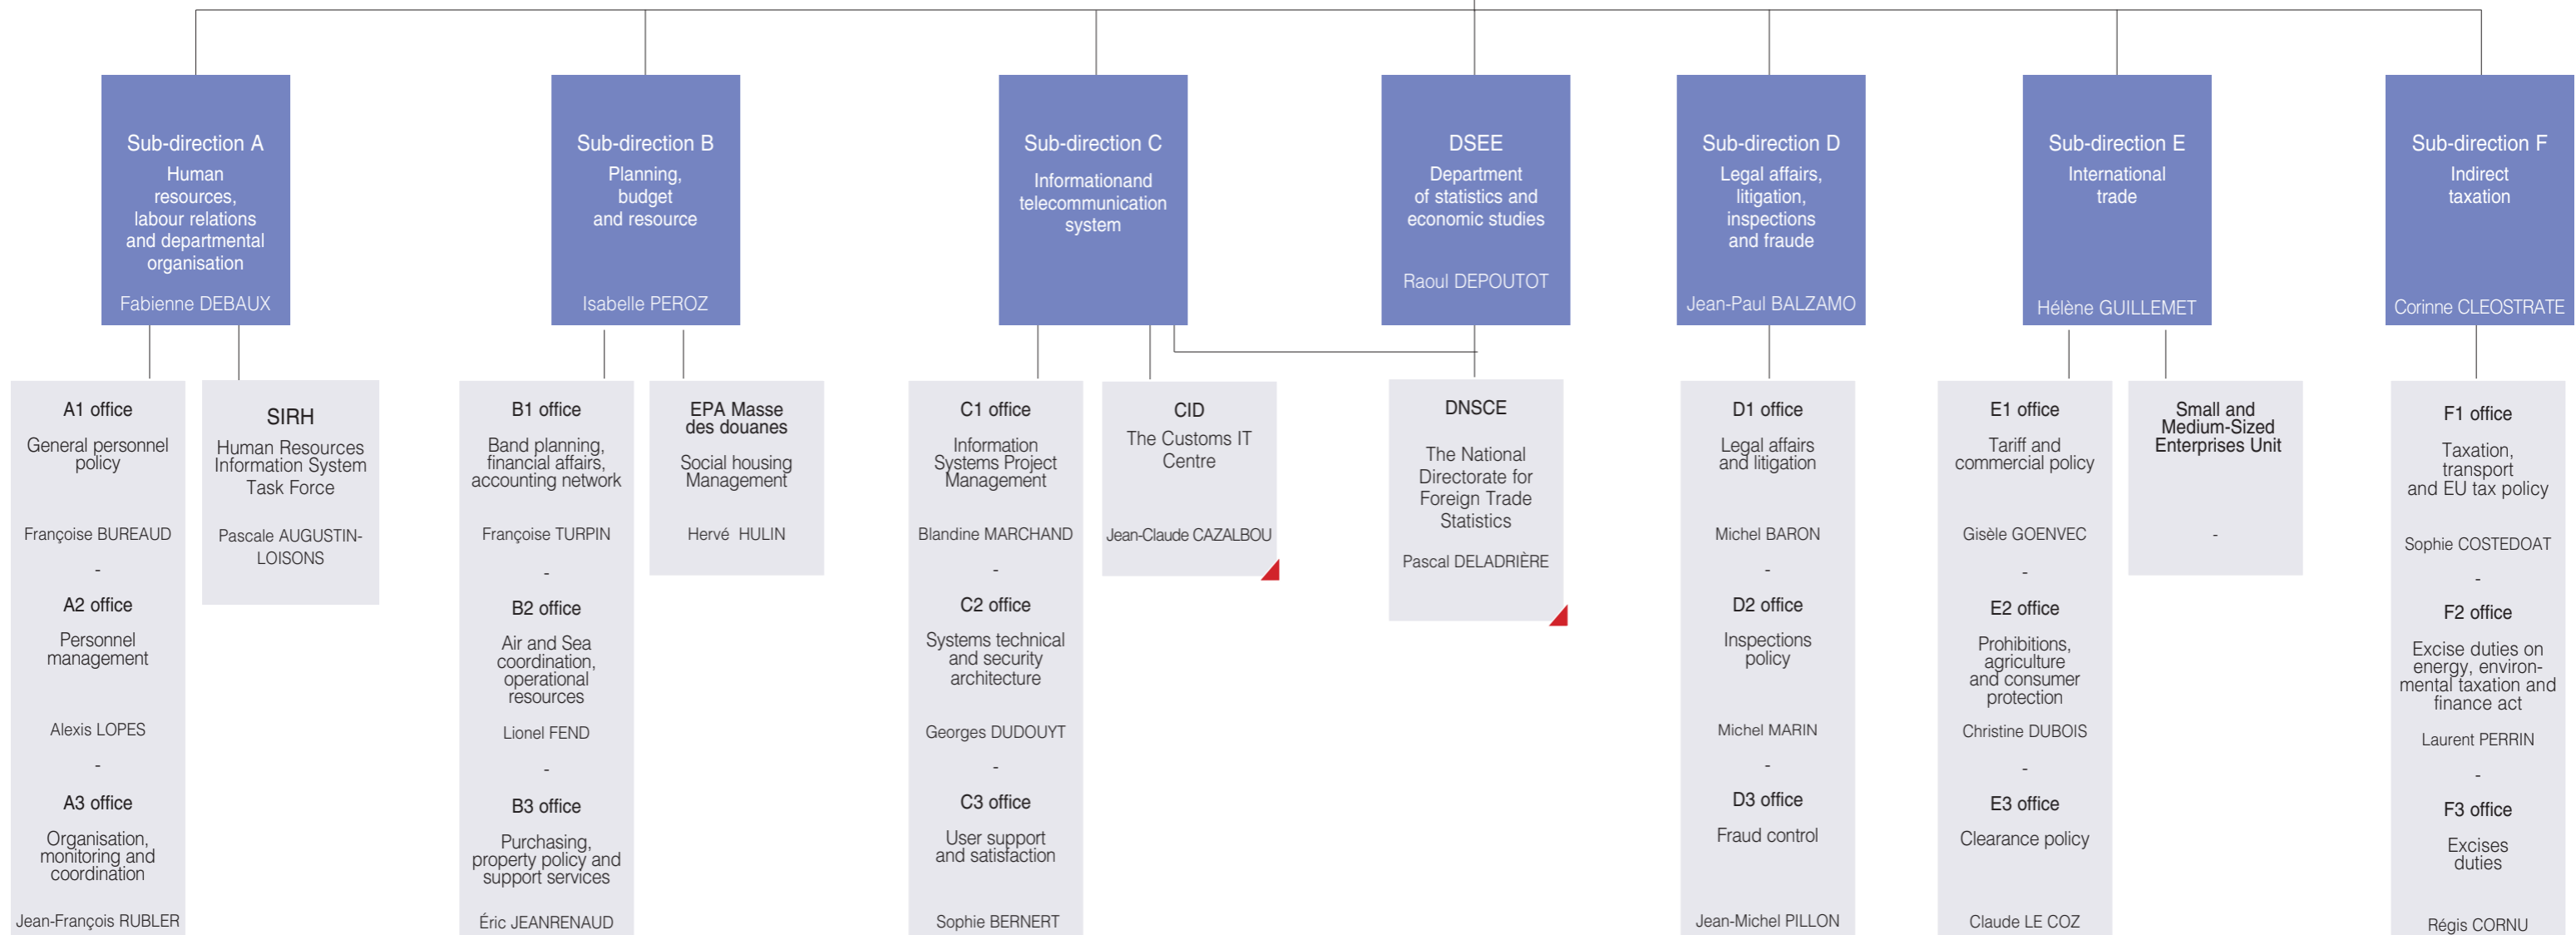 Sub-direction A
Human
resources,
labour relations
and departmental
organisation
Fabienne DEBAUX
Sub-direction B
Planning,
budget
and resource
Isabelle PEROZ
Sub-direction C
Informationand
telecommunication
system
DSEE
Department
of statistics and
economic studies
Raoul DEPOUTOT
Sub-direction D
Legal affairs,
litigation,
inspections
and fraude
Jean-Paul BALZAMO
Sub-direction E
International
trade
Hélène GUILLEMET
Sub-direction F
Indirect
taxation
Corinne CLEOSTRATE
A1 office
General personnel
policy
Françoise BUREAUD
-
A2 office
Personnel
management
Alexis LOPES
-
A3 office
Organisation,
monitoring and
coordination
Jean-François RUBLER
SIRH
Human Resources
Information System
Task Force
Pascale AUGUSTIN-
LOISONS
B1 office
Band planning,
financial affairs,
accounting network
Françoise TURPIN
-
B2 office
Air and Sea
coordination,
operational
resources
Lionel FEND
-
B3 office
Purchasing,
property policy and
support services
Éric JEANRENAUD
EPA Masse
des douanes
Social housing
Management
Hervé HULIN
C1 office
Information
Systems Project
Management
Blandine MARCHAND
-
C2 office
Systems technical
and security
architecture
Georges DUDOUYT
-
C3 office
User support
and satisfaction
Sophie BERNERT
CID
The Customs IT
Centre
Jean-Claude CAZALBOU
DNSCE
The National
Directorate for
Foreign Trade
Statistics
Pascal DELADRIÈRE
D1 office
Legal affairs
and litigation
Michel BARON
-
D2 office
Inspections
policy
Michel MARIN
-
D3 office
Fraud control
Jean-Michel PILLON
E1 office
Tariff and
commercial policy
Gisèle GOENVEC
-
E2 office
Prohibitions,
agriculture
and consumer
protection
Christine DUBOIS
-
E3 office
Clearance policy
Claude LE COZ
Small and
Medium-Sized
Enterprises Unit
-
F1 office
Taxation,
transport
and EU tax policy
Sophie COSTEDOAT
-
F2 office
Excise duties on
energy, environ-
mental taxation and
finance act
Laurent PERRIN
-
F3 office
Excises
duties
Régis CORNU